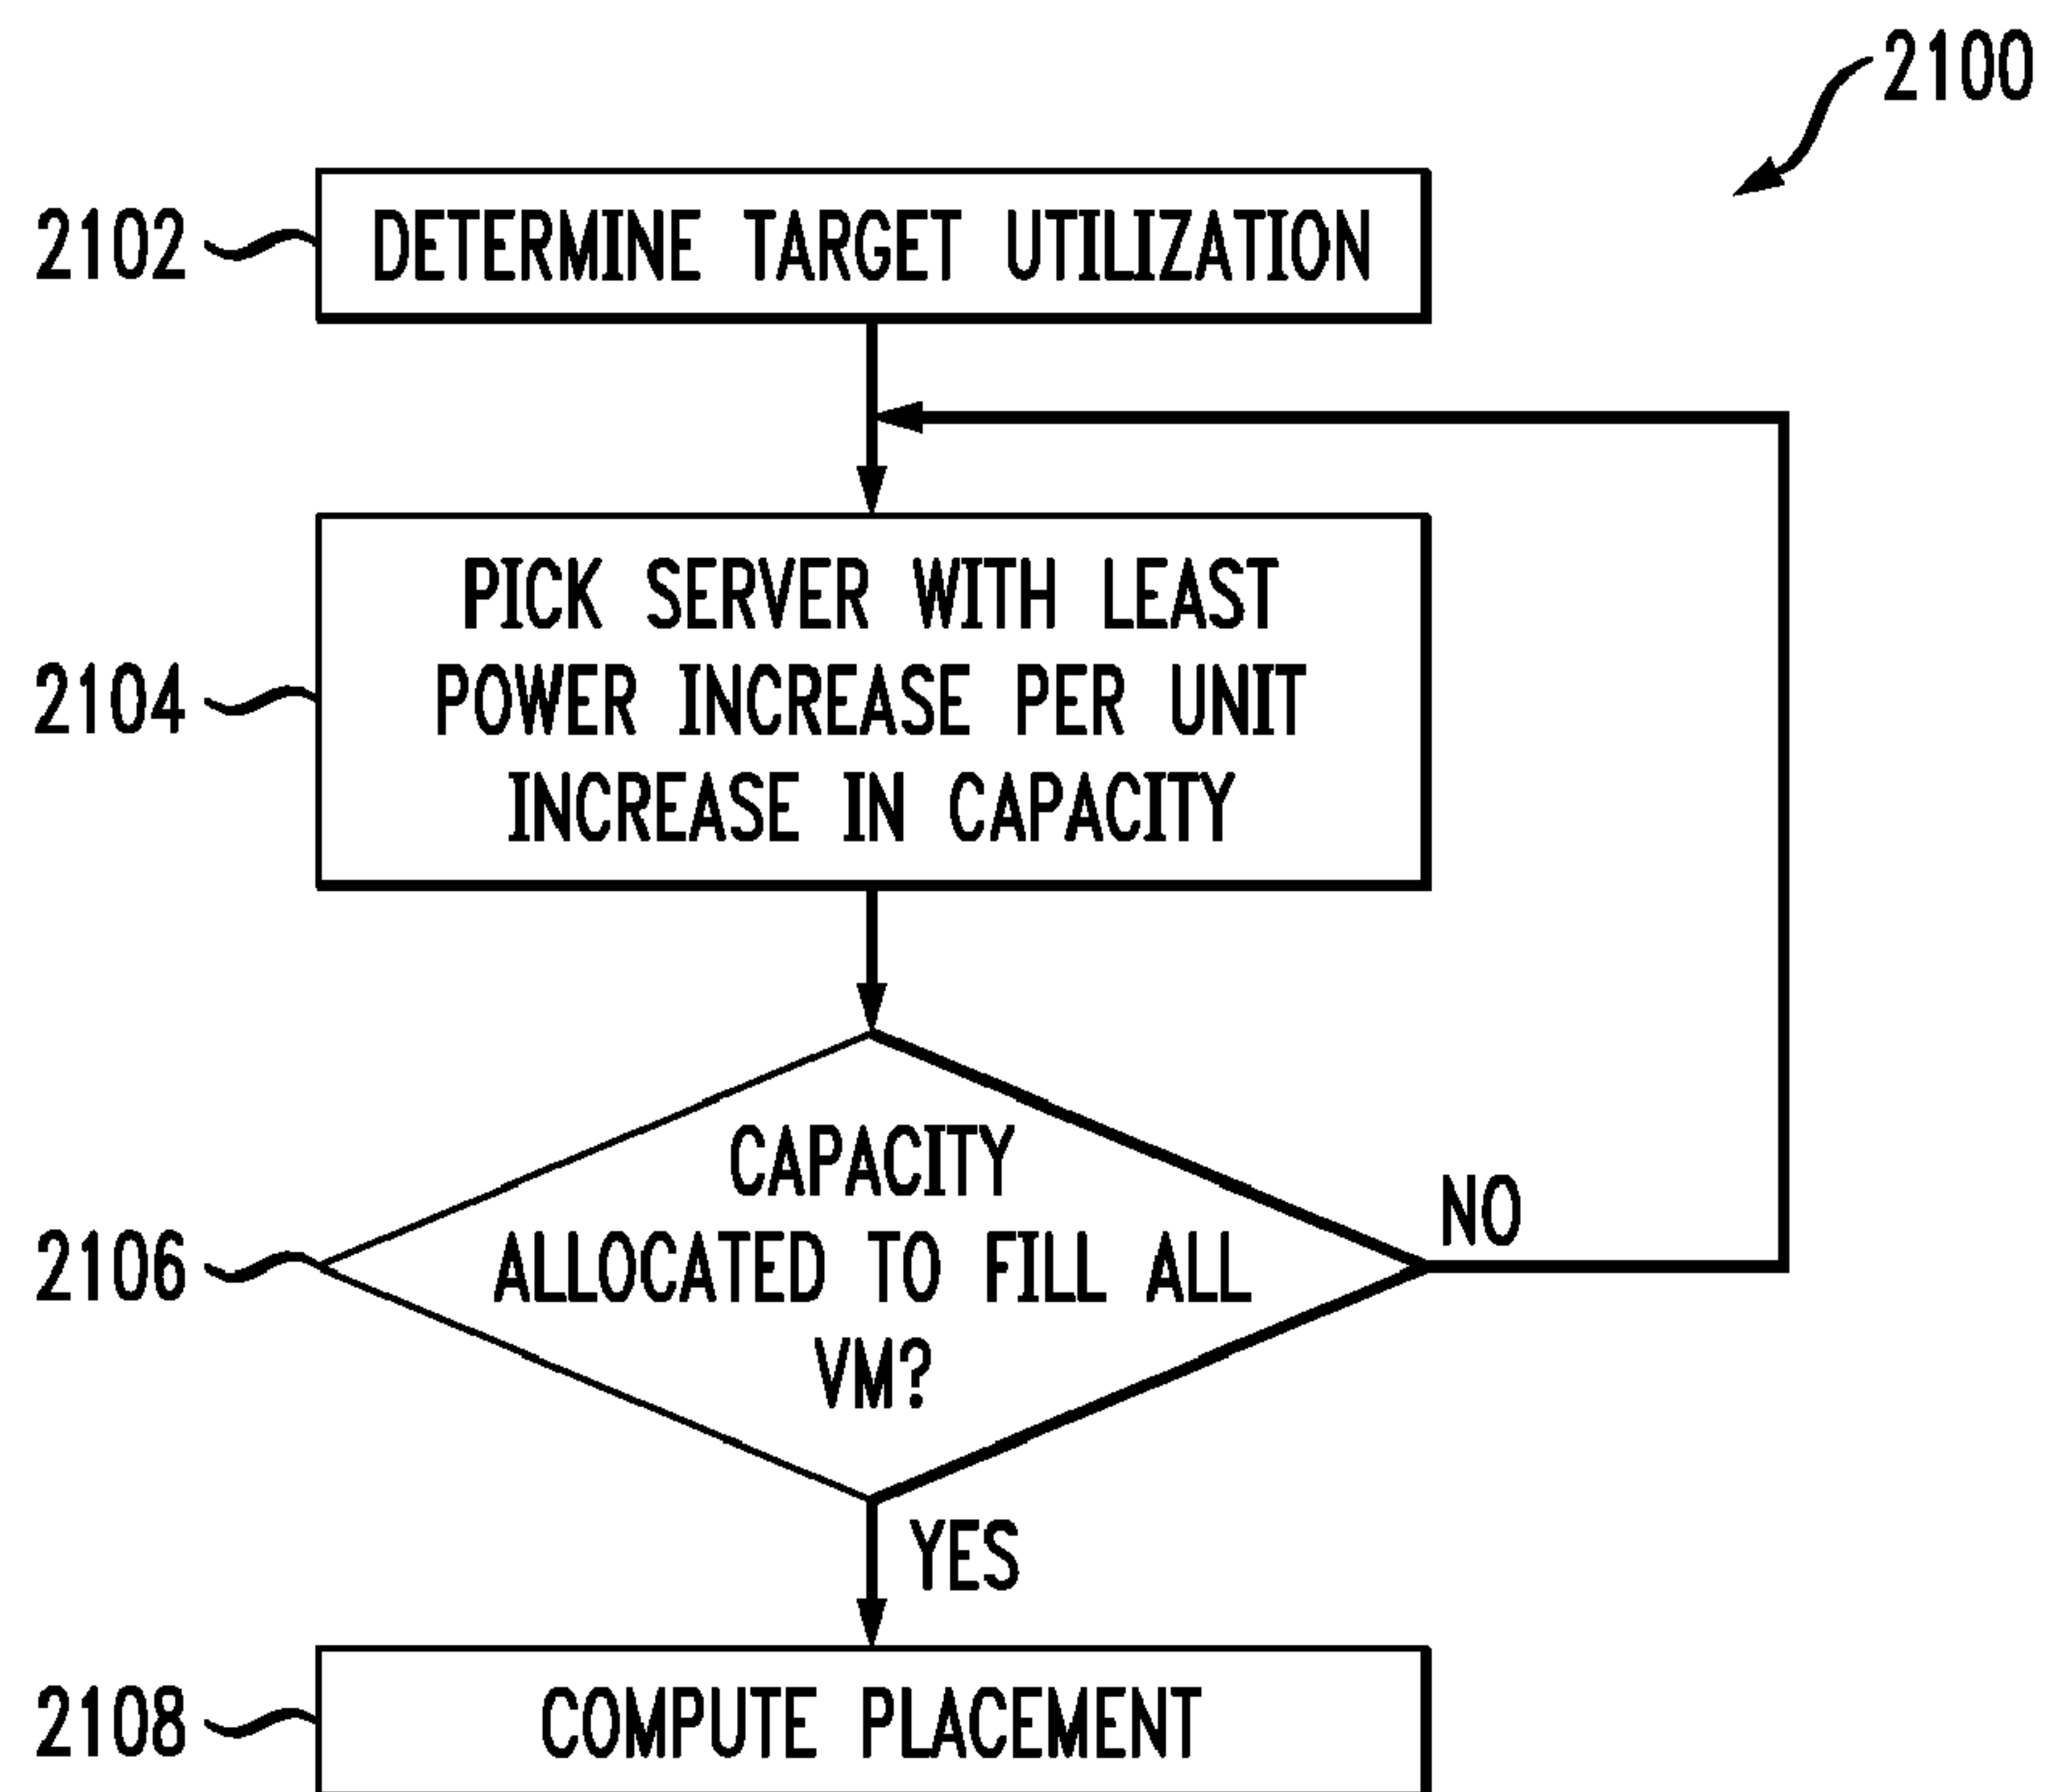 2100
2102
DETERMINE TARGET UTILIZATION
2104
PICK SERVER WITH LEAST
POWER INCREASE PER UNIT
INCREASE IN CAPACITY
2106
CAPACITY
ALLOCATED TO FILL ALL
VM?
NO
YES
2108
COMPUTE PLACEMENT